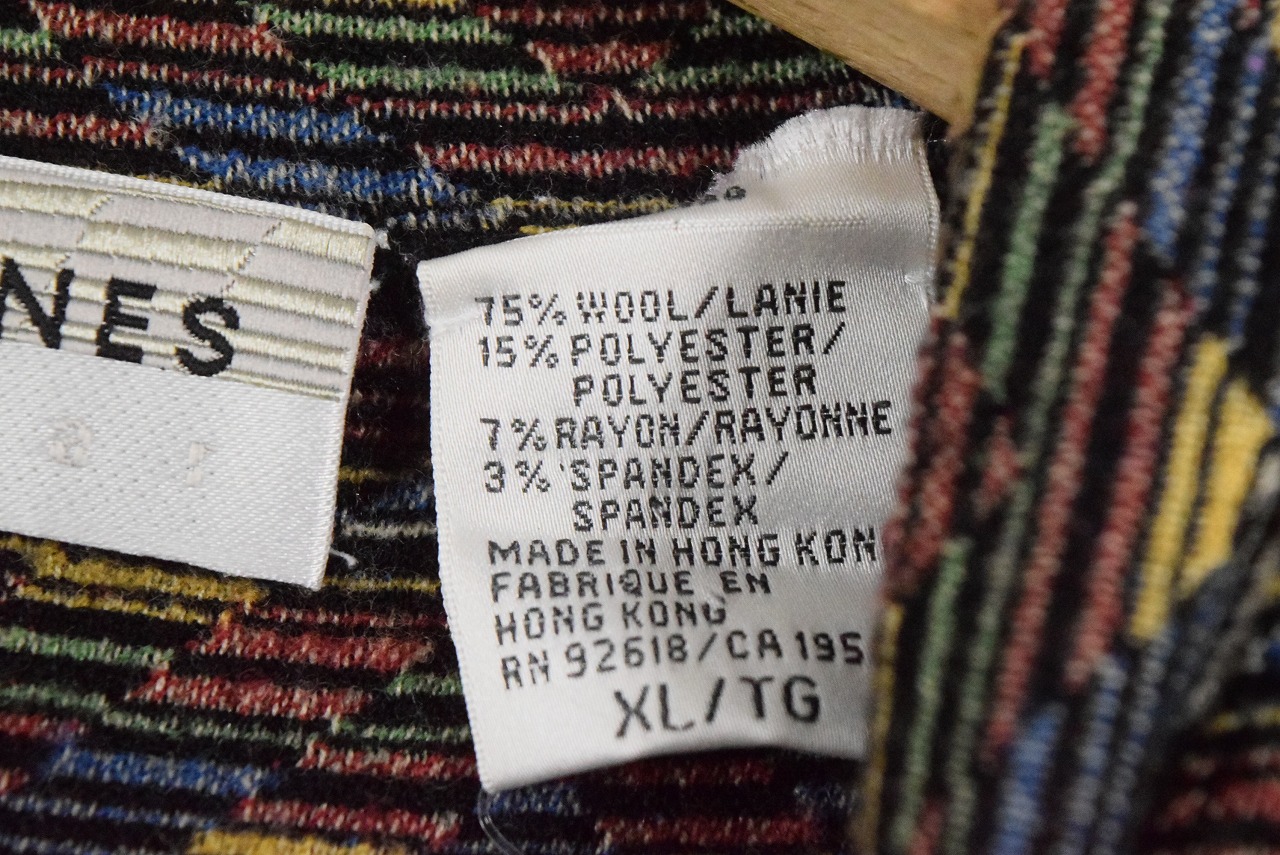 NES
75% WOOL/LANIE
15% POLYESTER/
POLYESTER
7% RAYON/RAYONNE
3% SPANDEX/
SPANDEX
MADE IN HONG KON
FABRIQUE EN
HONG KONG
RN 92618/CA 195
XL/TG